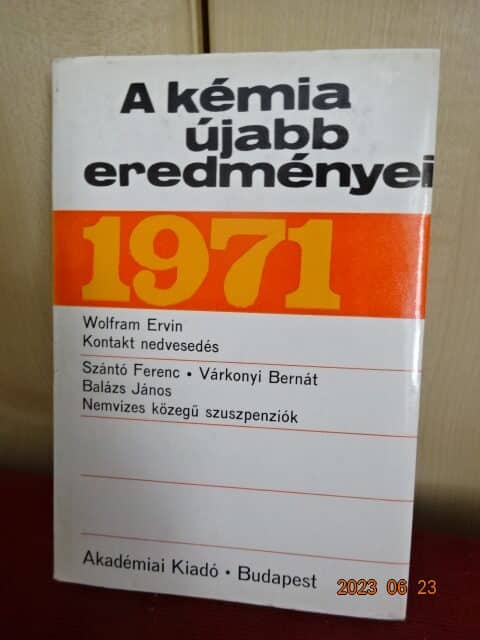 A kémia
újabb
eredményei
1971
Wolfram Ervin
Kontakt nedvesedés
Szántó Ferenc • Várkonyi Bernát
Balázs János
Nemvizes közegű szuszpenziók
Akadémiai Kiadó • Budapest
2023 06 23